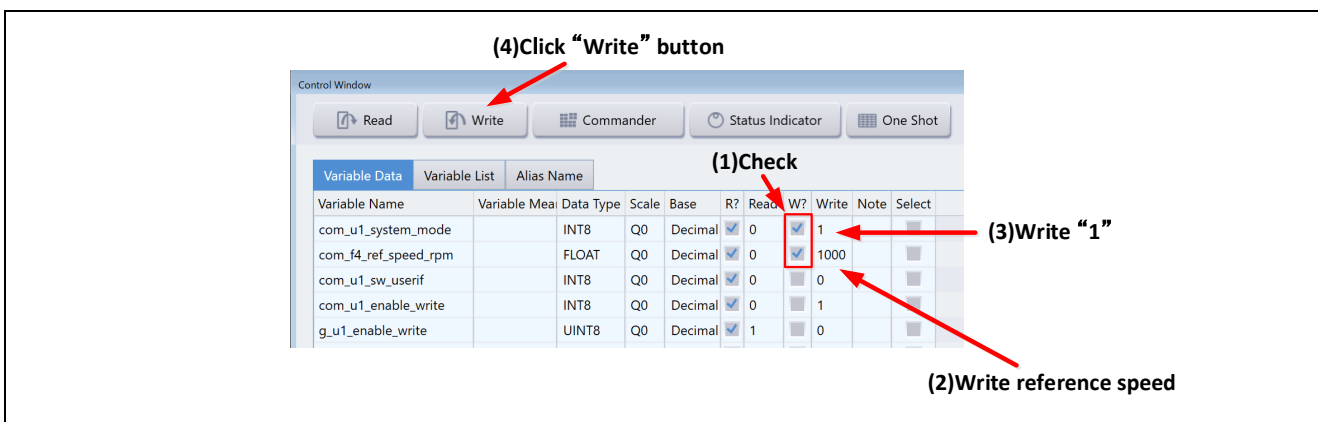 (4)Click “Write” button
Control Window
Read Write Commander Status Indicator One Shot
(1)Check
Variable Data Variable List Alias Name
Variable Name Variable Mea Data Type Scale Base R? Read W? Write Note Select
com_u1_system_mode INT8 Q0 Decimal 0 1
(3)Write “1”
com_f4_ref_speed_rpm FLOAT Q0 Decimal 0 1000
com_u1_sw_userif INT8 Q0 Decimal 0 0
com_u1_enable_write INT8 Q0 Decimal 0 1
g_u1_enable_write UINT8 Q0 Decimal 1 0
(2)Write reference speed